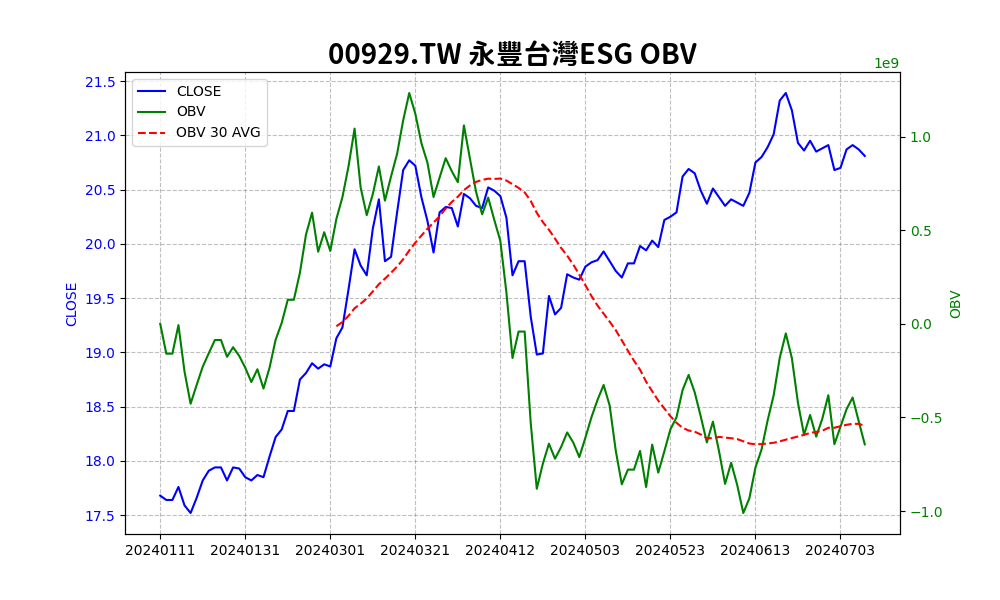 00929.TW 永豐台灣ESG OBV
1e9
CLOSE
OBV
OBV 30 AVG
21.5
21.0
20.5
20.0
19.5
19.0
18.5
18.0
17.5
CLOSE
1.0
0.5
0.0
−0.5
−1.0
OBV
20240111 20240131 20240301 20240321 20240412 20240503 20240523 20240613 20240703